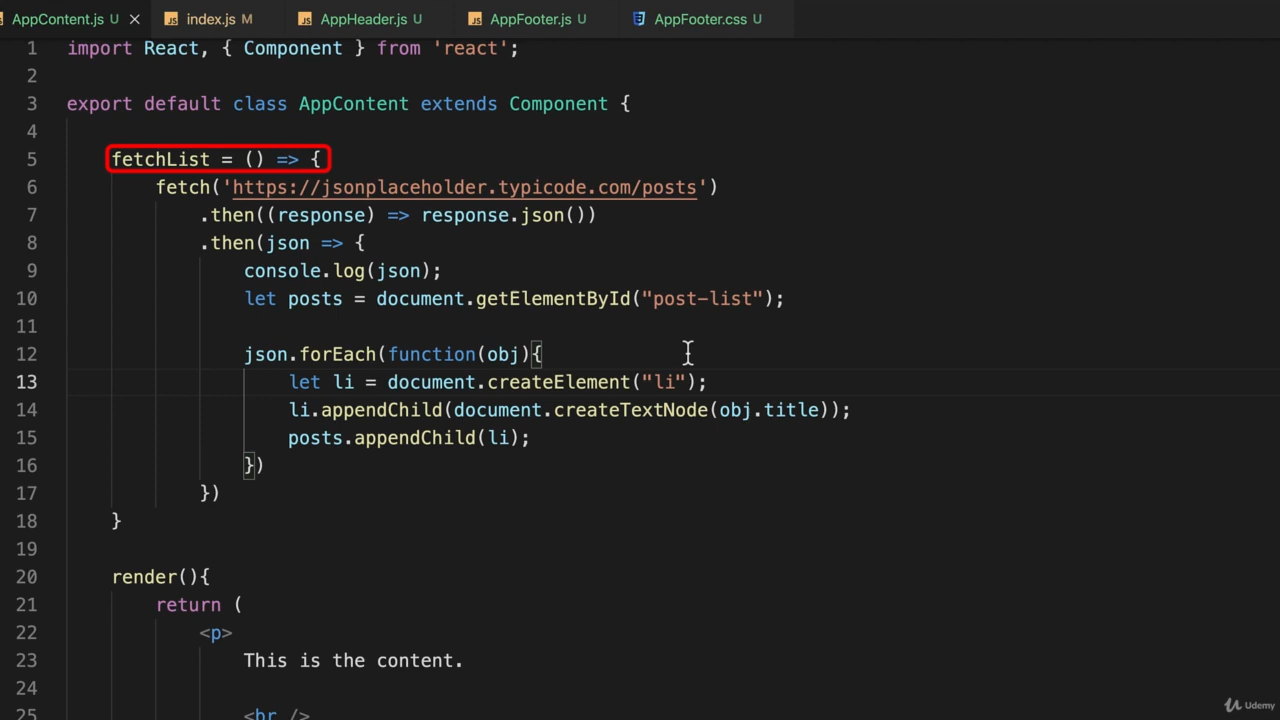 AppContent.js U × index.js M AppHeader.js U AppFooter.js U AppFooter.css U
1 import React, { Component } from 'react';
2
3 export default class AppContent extends Component {
4
5 fetchList = () => {
6 fetch('https://jsonplaceholder.typicode.com/posts')
7 .then((response) => response.json())
8 .then(json => {
9 console.log(json);
10 let posts = document.getElementById("post-list");
11
12 json.forEach(function(obj){
13 let li = document.createElement("li");
14 li.appendChild(document.createTextNode(obj.title));
15 posts.appendChild(li);
16 })
17 })
18 }
19
20 render(){
21 return (
22 <p>
23 This is the content.
24
25 <br />
Udemy